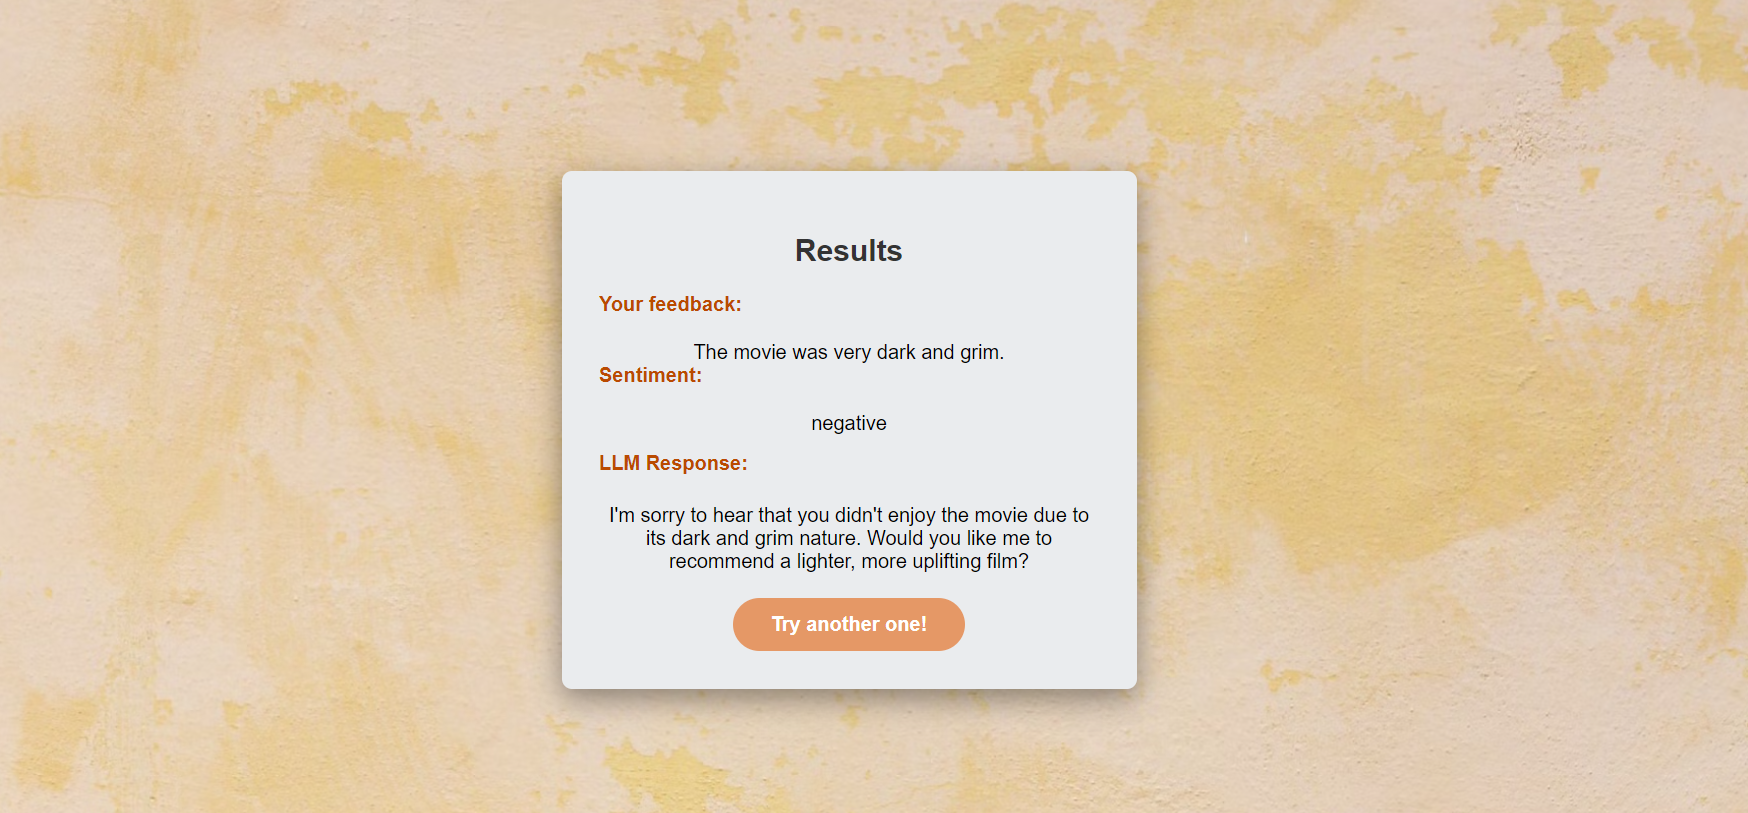 Results
Your feedback:
The movie was very dark and grim.
Sentiment:
negative
LLM Response:
I'm sorry to hear that you didn't enjoy the movie due to
its dark and grim nature. Would you like me to
recommend a lighter, more uplifting film?
Try another one!